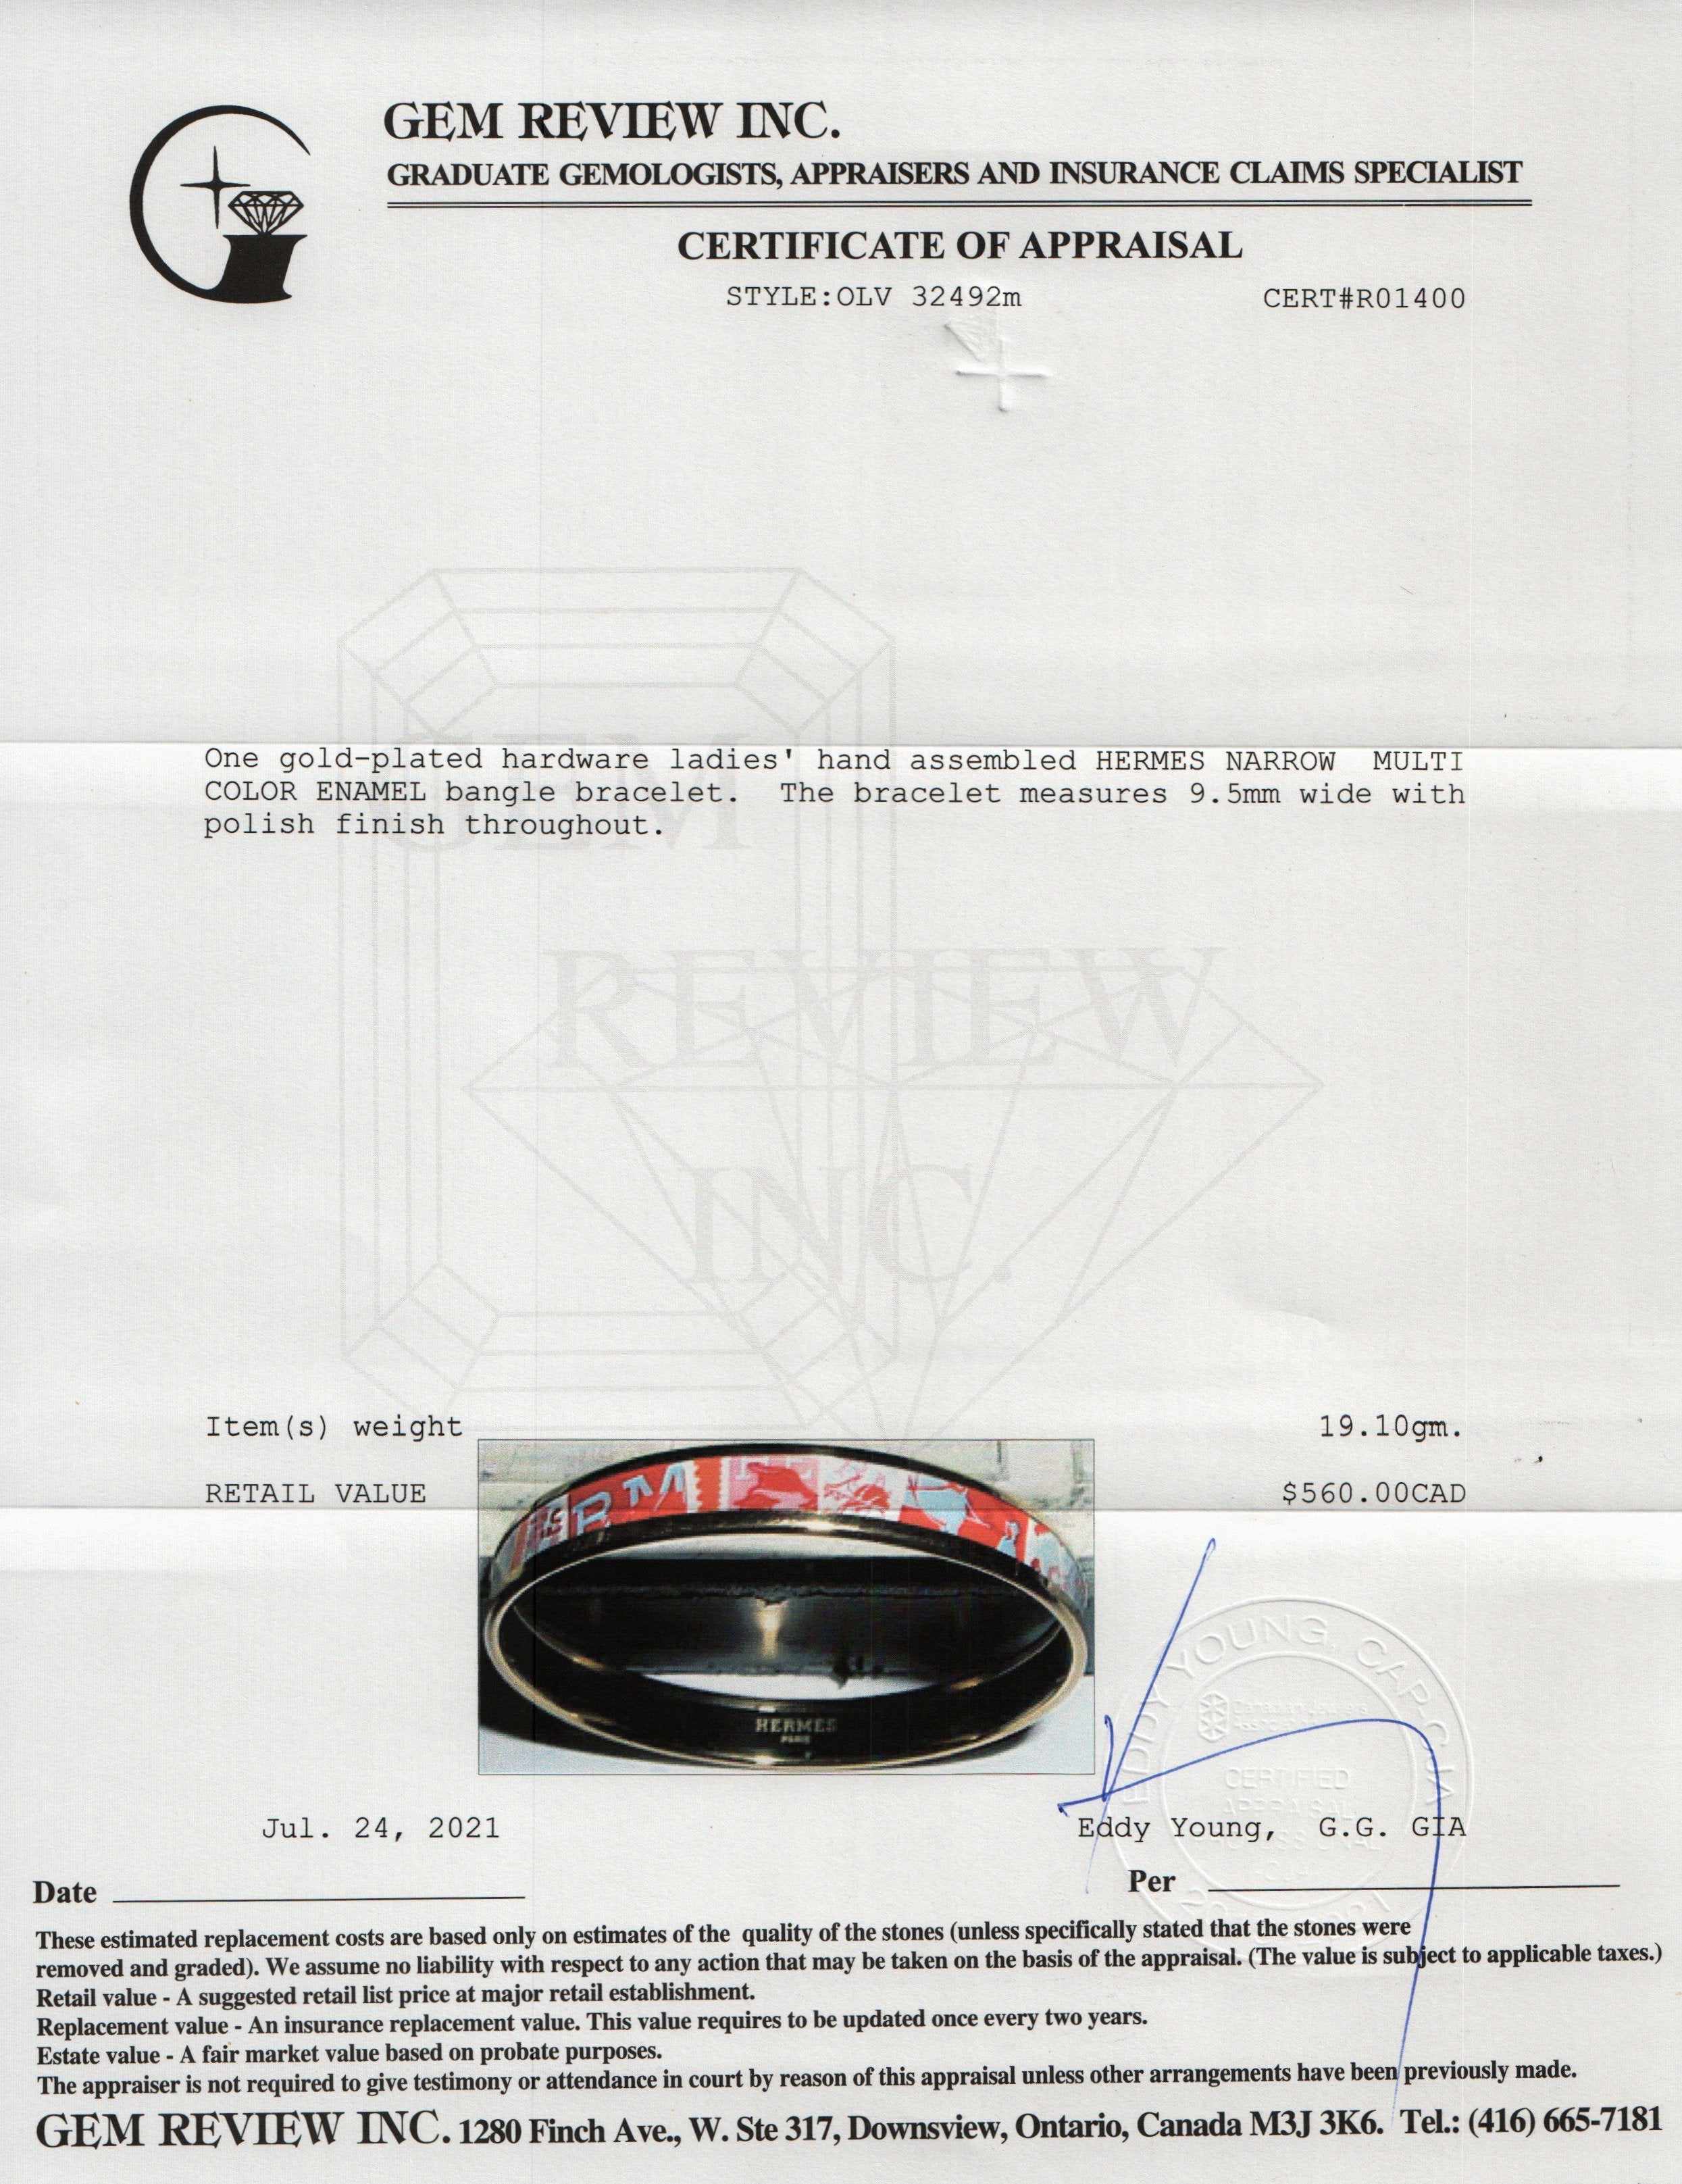 GEM REVIEW INC.
GRADUATE GEMOLOGISTS, APPRAISERS AND INSURANCE CLAIMS SPECIALIST
CERTIFICATE OF APPRAISAL
STYLE:OLV 32492m CERT#R01400
One gold-plated hardware ladies' hand assembled HERMES NARROW MULTI
COLOR ENAMEL bangle bracelet. The bracelet measures 9.5mm wide with
polish finish throughout.
GEM
REVIEW
INC.
Item(s) weight 19.10gm.
RETAIL VALUE $560.00CAD
HERMES
PARIS
EDDY YOUNG, CAP-CJA
CERTIFIED
APPRAISAL
Jul. 24, 2021 Eddy Young, G.G. GIA
Date Per
These estimated replacement costs are based only on estimates of the quality of the stones (unless specifically stated that the stones were
removed and graded). We assume no liability with respect to any action that may be taken on the basis of the appraisal. (The value is subject to applicable taxes.)
Retail value - A suggested retail list price at major retail establishment.
Replacement value - An insurance replacement value. This value requires to be updated once every two years.
Estate value - A fair market value based on probate purposes.
The appraiser is not required to give testimony or attendance in court by reason of this appraisal unless other arrangements have been previously made.
GEM REVIEW INC. 1280 Finch Ave., W. Ste 317, Downsview, Ontario, Canada M3J 3K6. Tel.: (416) 665-7181